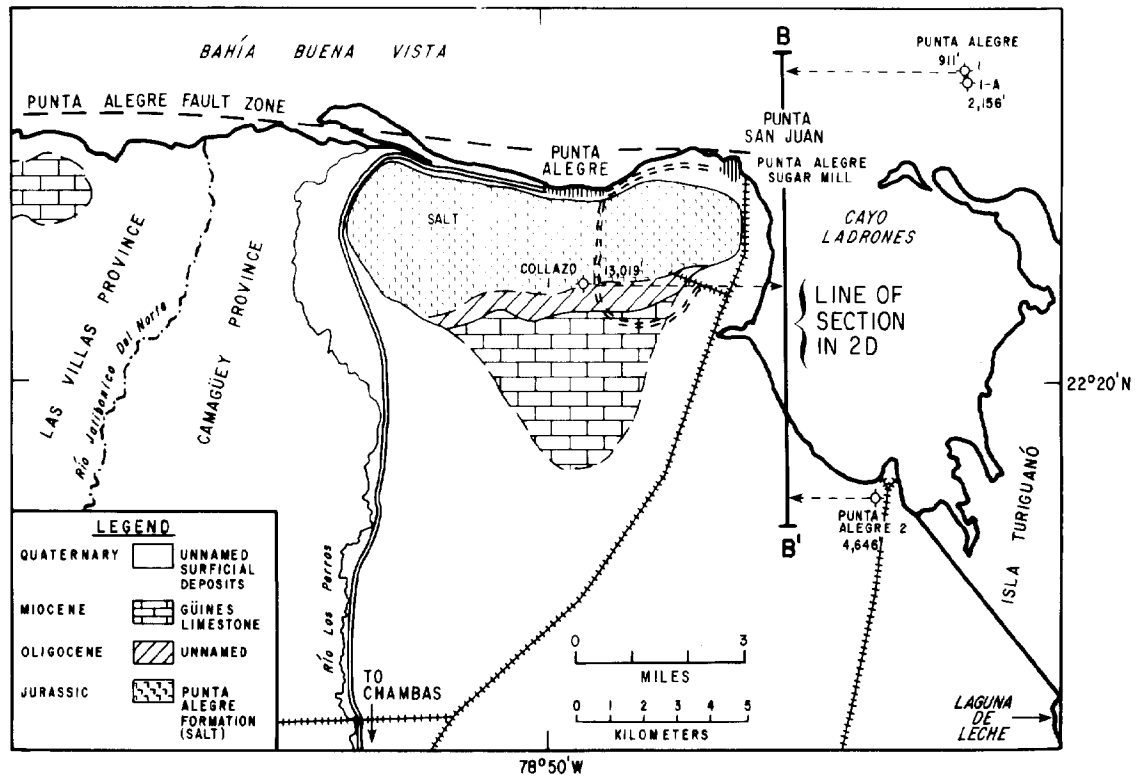 BAHÍA BUENA VISTA
B
PUNTA ALEGRE
911' 1
1-A
2,156'
PUNTA ALEGRE FAULT ZONE
PUNTA
SAN JUAN
PUNTA
ALEGRE
PUNTA ALEGRE
SUGAR MILL
SALT
CAYO
LADRONES
COLLAZO
1
13,019'
LINE OF
SECTION
IN 2D
LAS VILLAS PROVINCE
Río Jatibonico Del Norte
CAMAGÜEY PROVINCE
22°20'N
ISLA TURIGUANÓ
PUNTA
ALEGRE 2
4,646'
B'
LEGEND
QUATERNARY UNNAMED
SURFICIAL
DEPOSITS
MIOCENE GÜINES
LIMESTONE
OLIGOCENE UNNAMED
JURASSIC PUNTA
ALEGRE
FORMATION
(SALT)
Río Los Perros
TO
CHAMBAS
0 3
MILES
0 1 2 3 4 5
KILOMETERS
LAGUNA
DE
LECHE
78°50'W